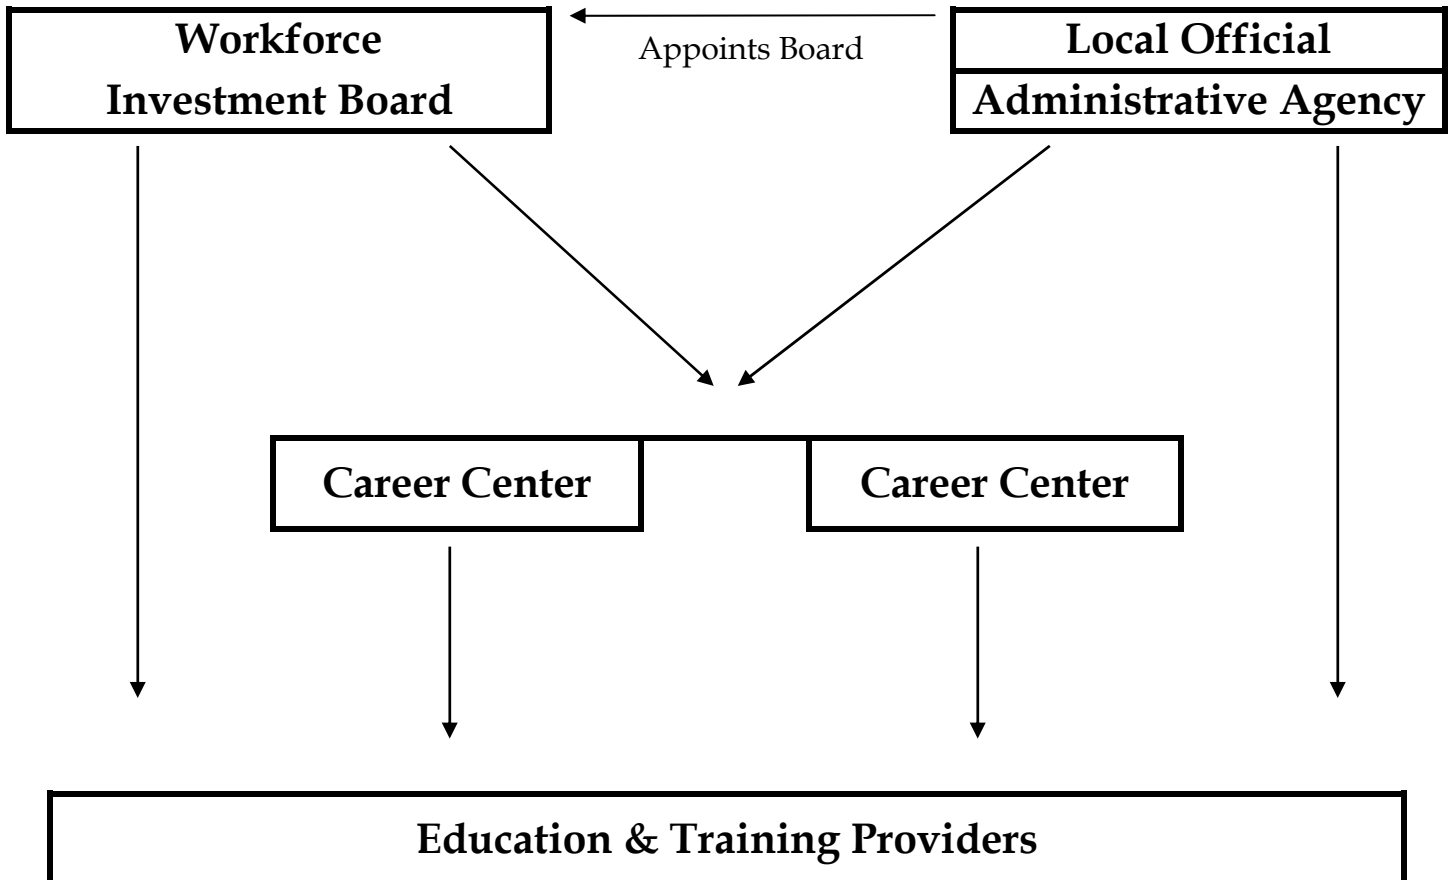 Workforce
Investment Board
Appoints Board
Local Official
Administrative Agency
Career Center
Career Center
Education & Training Providers